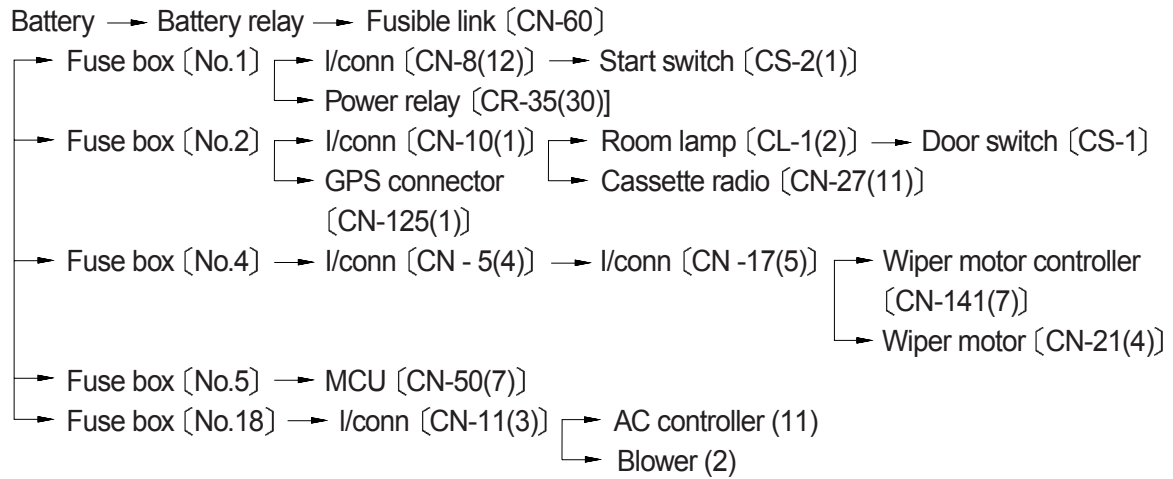 Battery → Battery relay → Fusible link〔CN-60〕
→ Fuse box〔No.1〕 → I/conn〔CN-8(12)〕 → Start switch〔CS-2(1)〕
→ Power relay〔CR-35(30)]
→ Fuse box〔No.2〕 → I/conn〔CN-10(1)〕 → Room lamp〔CL-1(2)〕 → Door switch〔CS-1〕
→ GPS connector → Cassette radio〔CN-27(11)〕
〔CN-125(1)〕
→ Fuse box〔No.4〕 → I/conn〔CN - 5(4)〕 → I/conn〔CN -17(5)〕 → Wiper motor controller
〔CN-141(7)〕
→ Wiper motor〔CN-21(4)〕
→ Fuse box〔No.5〕 → MCU〔CN-50(7)〕
→ Fuse box〔No.18〕 → I/conn〔CN-11(3)〕 → AC controller (11)
→ Blower (2)